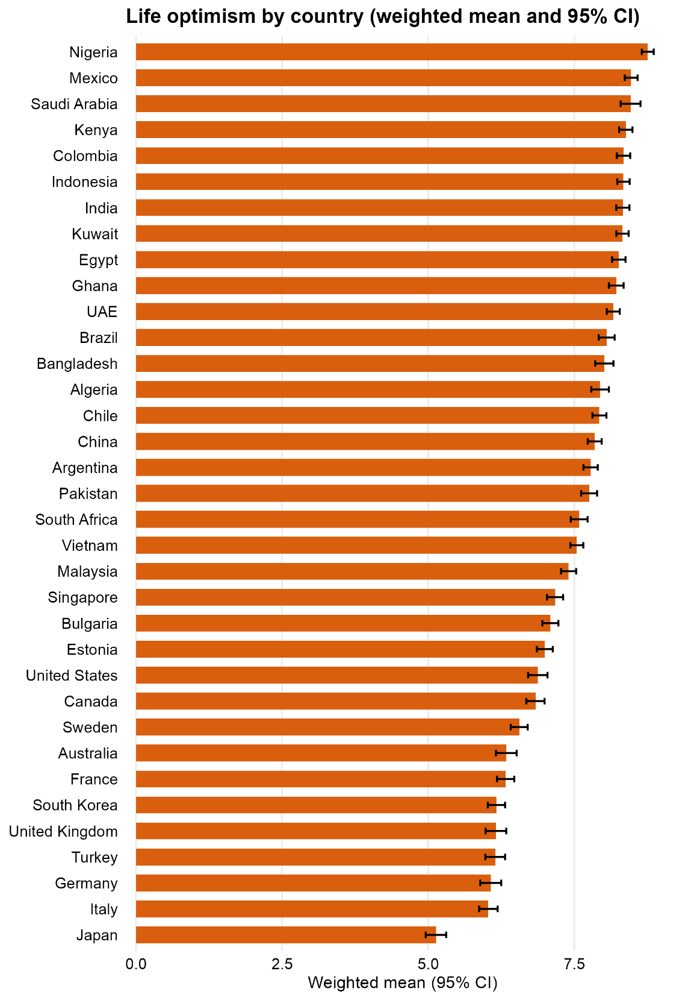 Life optimism by country (weighted mean and 95% CI)
Nigeria
Mexico
Saudi Arabia
Kenya
Colombia
Indonesia
India
Kuwait
Egypt
Ghana
UAE
Brazil
Bangladesh
Algeria
Chile
China
Argentina
Pakistan
South Africa
Vietnam
Malaysia
Singapore
Bulgaria
Estonia
United States
Canada
Sweden
Australia
France
South Korea
United Kingdom
Turkey
Germany
Italy
Japan
0.0 2.5 5.0 7.5
Weighted mean (95% CI)